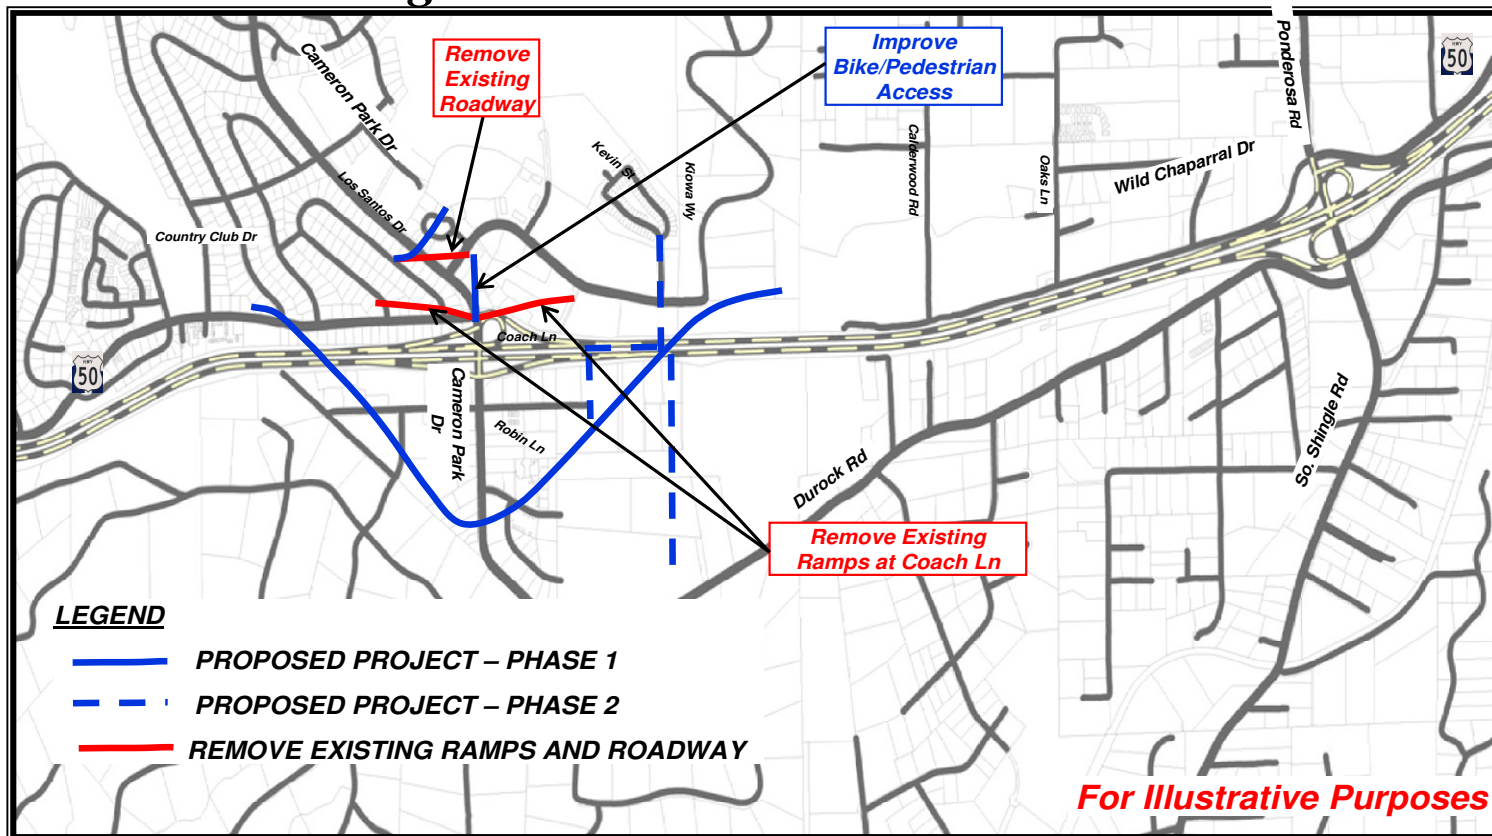 g
Remove
Existing
Roadway
Improve
Bike/Pedestrian
Access
HWY
50
Ponderosa Rd
Cameron Park Dr
Kevin St
Kiowa Wy
Calderwood Rd
Oaks Ln
Wild Chaparral Dr
Los Santos Dr
Country Club Dr
Coach Ln
HWY
50
Cameron Park
Dr
Robin Ln
Durock Rd
So. Shingle Rd
Remove Existing
Ramps at Coach Ln
LEGEND
PROPOSED PROJECT – PHASE 1
PROPOSED PROJECT – PHASE 2
REMOVE EXISTING RAMPS AND ROADWAY
For Illustrative Purposes